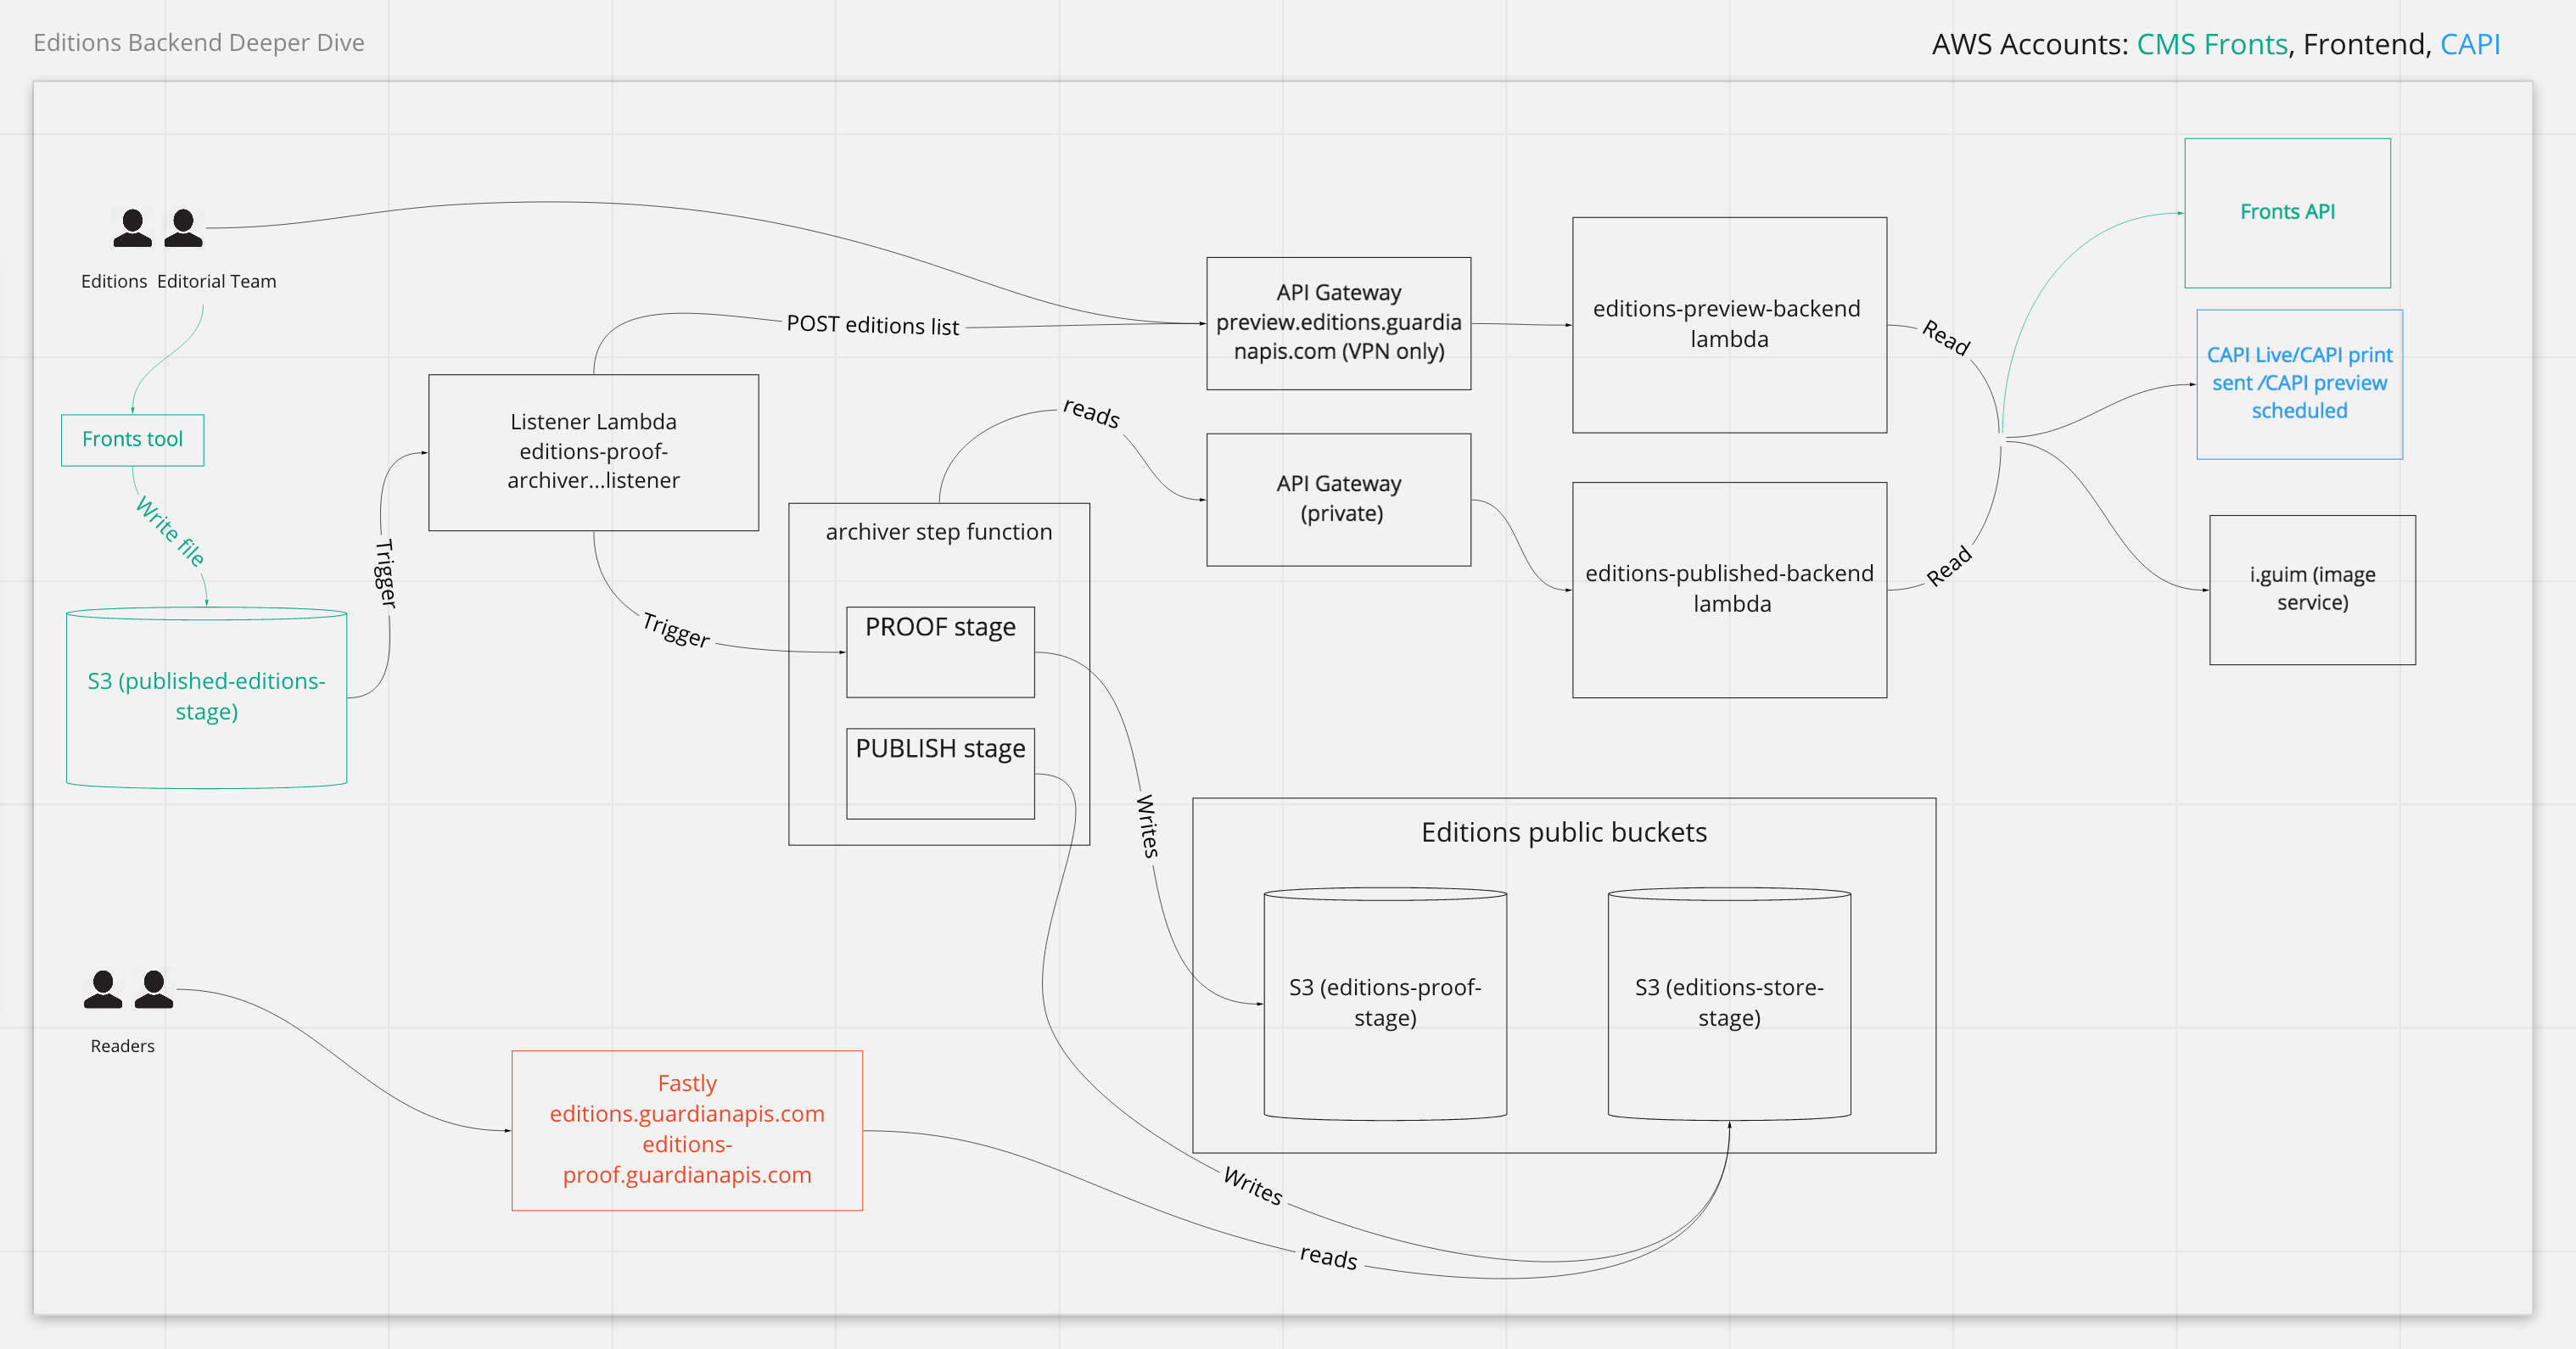 Editions Backend Deeper Dive
AWS Accounts: CMS Fronts, Frontend, CAPI
Editions  Editorial Team
Fronts tool
Write file
S3 (published-editions-
stage)
Trigger
Listener Lambda
editions-proof-
archiver...listener
POST editions list
Trigger
archiver step function
PROOF stage
PUBLISH stage
reads
API Gateway
preview.editions.guardia
napis.com (VPN only)
API Gateway
(private)
editions-preview-backend
lambda
editions-published-backend
lambda
Read
Read
Fronts API
CAPI Live/CAPI print
sent /CAPI preview
scheduled
i.guim (image
service)
Writes
Editions public buckets
S3 (editions-proof-
stage)
S3 (editions-store-
stage)
Readers
Fastly
editions.guardianapis.com
editions-
proof.guardianapis.com
Writes
reads